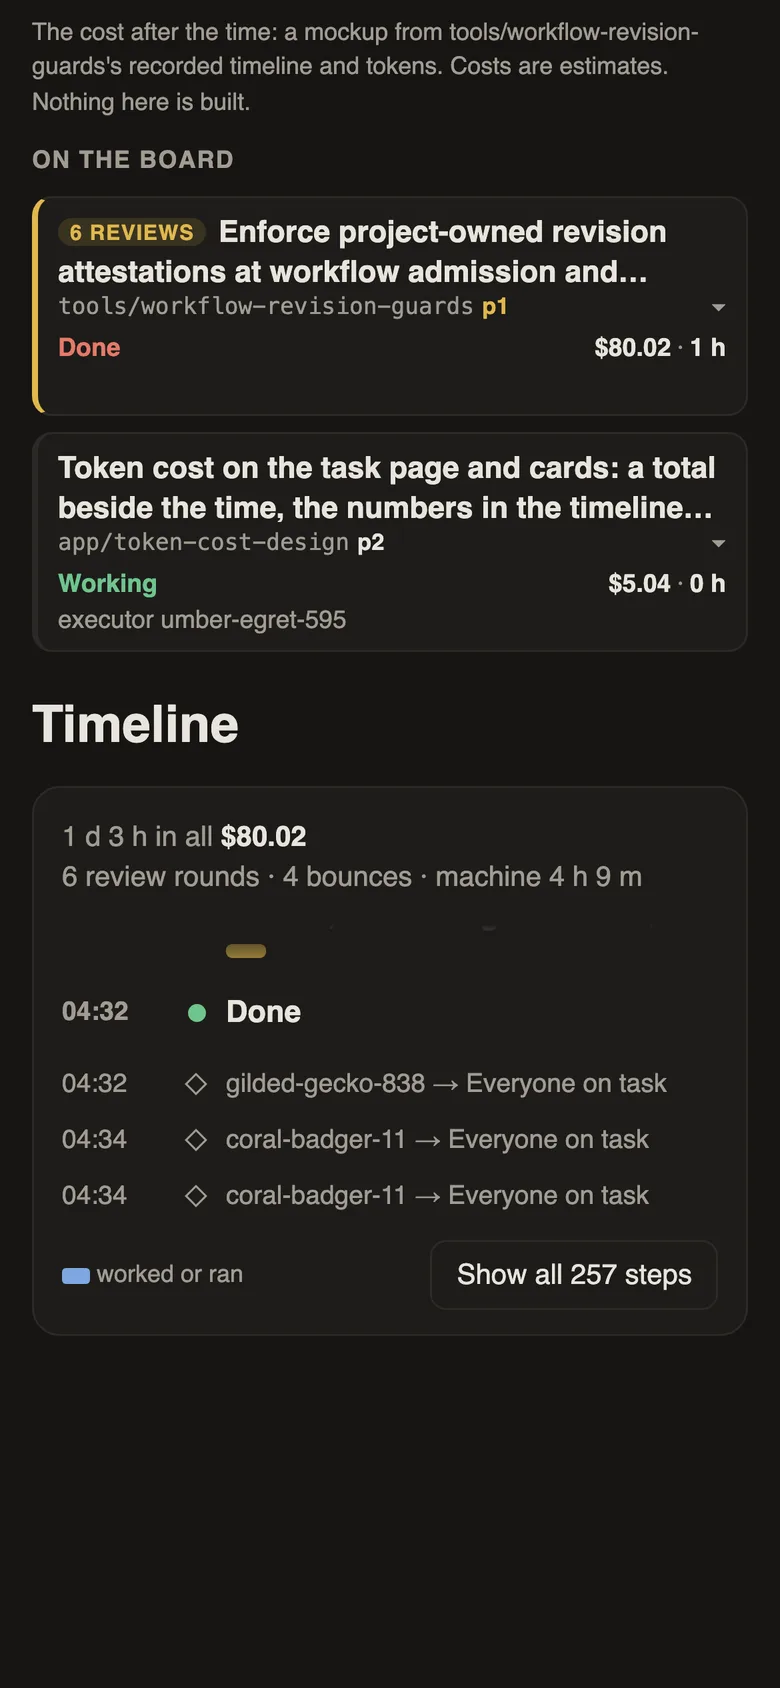 The cost after the time: a mockup from tools/workflow-revision-
guards's recorded timeline and tokens. Costs are estimates.
Nothing here is built.
ON THE BOARD
6 REVIEWS Enforce project-owned revision
attestations at workflow admission and…
tools/workflow-revision-guards p1
Done $80.02 · 1 h
Token cost on the task page and cards: a total
beside the time, the numbers in the timeline…
app/token-cost-design p2
Working $5.04 · 0 h
executor umber-egret-595
Timeline
1 d 3 h in all $80.02
6 review rounds · 4 bounces · machine 4 h 9 m
04:32 Done
04:32 gilded-gecko-838 → Everyone on task
04:34 coral-badger-11 → Everyone on task
04:34 coral-badger-11 → Everyone on task
worked or ran Show all 257 steps